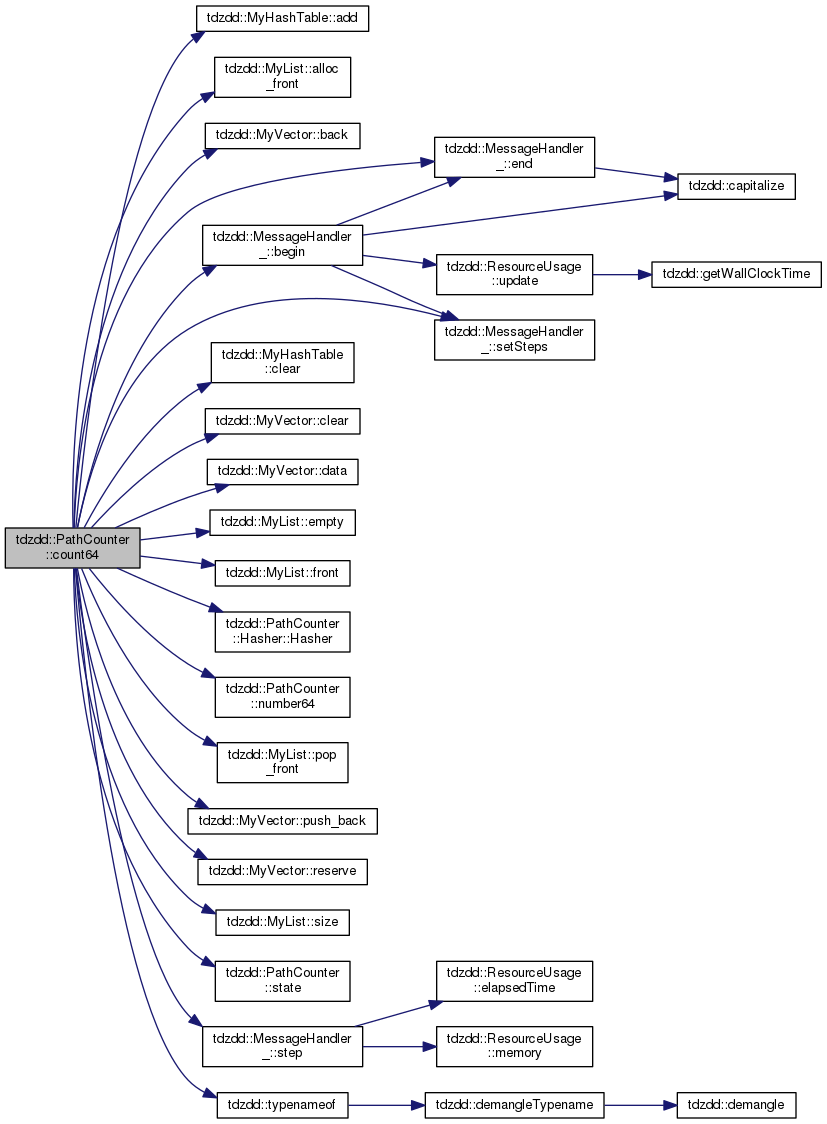 tdzdd::MyHashTable::add
tdzdd::MyList::alloc
_front
tdzdd::MyVector::back
tdzdd::MessageHandler
_::end
tdzdd::capitalize
tdzdd::MessageHandler
_::begin
tdzdd::ResourceUsage
::update
tdzdd::getWallClockTime
tdzdd::MessageHandler
_::setSteps
tdzdd::MyHashTable
::clear
tdzdd::MyVector::clear
tdzdd::MyVector::data
tdzdd::MyList::empty
tdzdd::PathCounter
::count64
tdzdd::MyList::front
tdzdd::PathCounter
::Hasher::Hasher
tdzdd::PathCounter
::number64
tdzdd::MyList::pop
_front
tdzdd::MyVector::push_back
tdzdd::MyVector::reserve
tdzdd::MyList::size
tdzdd::PathCounter
::state
tdzdd::ResourceUsage
::elapsedTime
tdzdd::MessageHandler
_::step
tdzdd::ResourceUsage
::memory
tdzdd::typenameof
tdzdd::demangleTypename
tdzdd::demangle